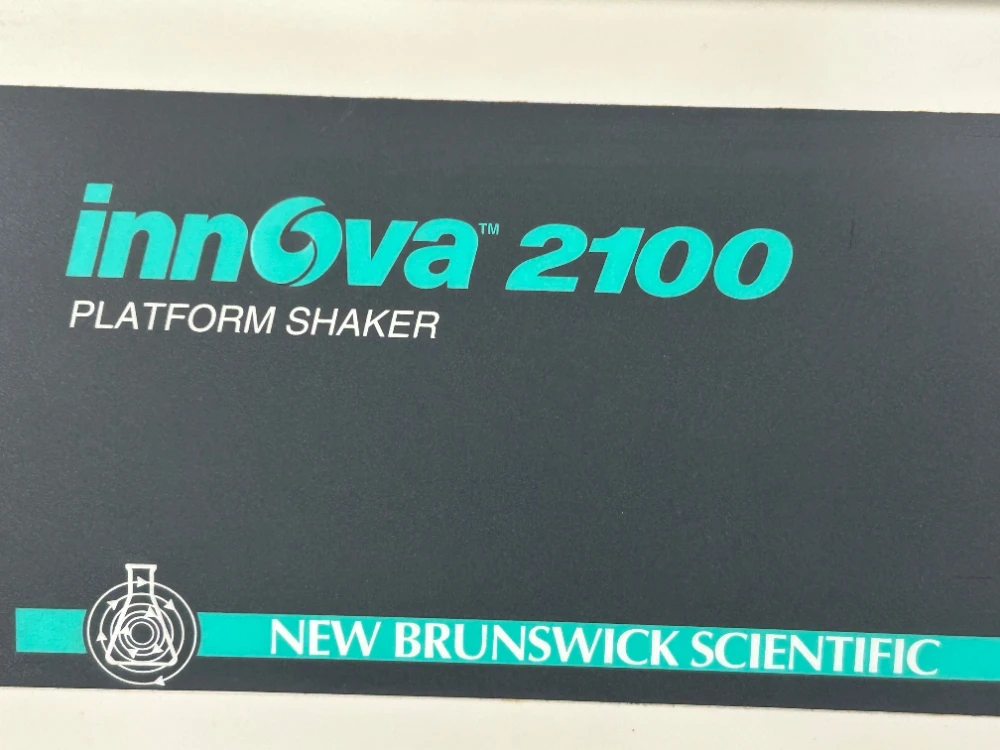 innova™ 2100
PLATFORM SHAKER
NEW BRUNSWICK SCIENTIFIC